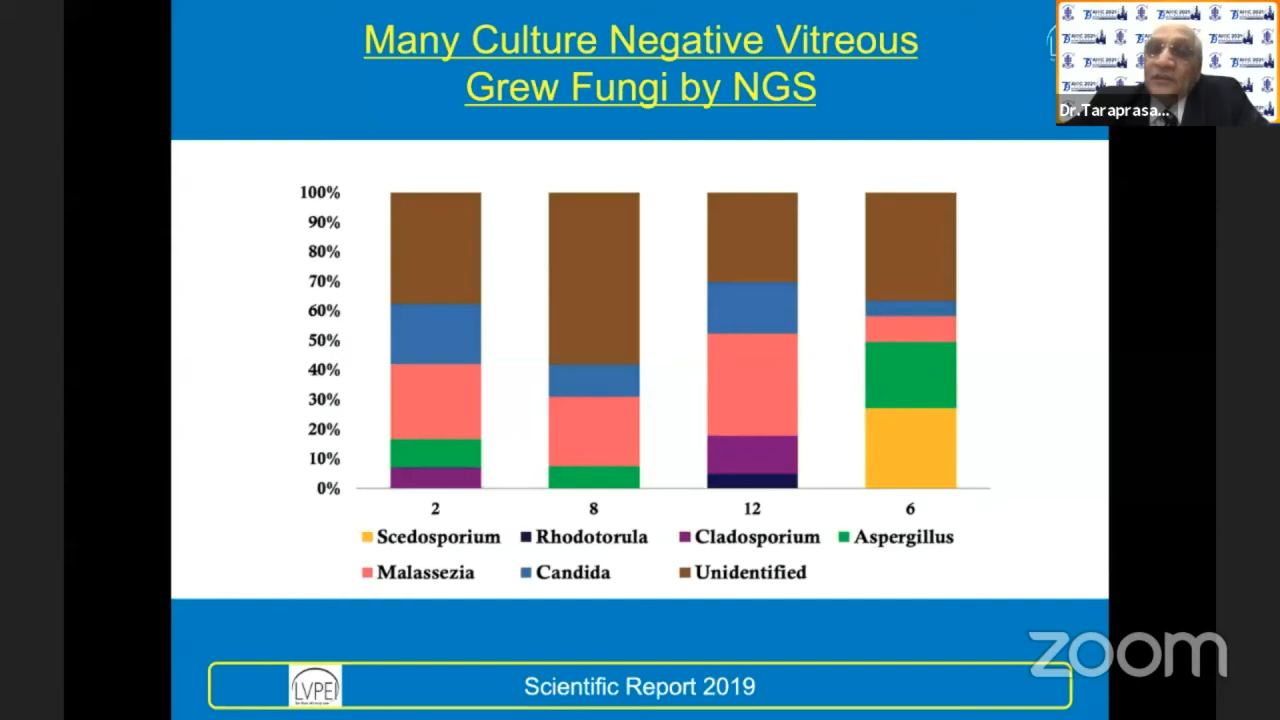 Many Culture Negative Vitreous
Grew Fungi by NGS
Dr.Taraprasa...
100%
90%
80%
70%
60%
50%
40%
30%
20%
10%
0%
2 8 12 6
Scedosporium Rhodotorula Cladosporium Aspergillus
Malassezia Candida Unidentified
zoom
LVPEI
Scientific Report 2019